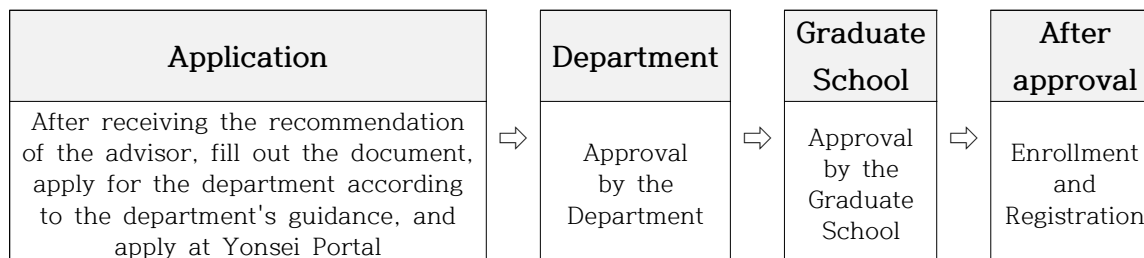 Application
After receiving the recommendation
of the advisor, fill out the document,
apply for the department according
to the department's guidance, and
apply at Yonsei Portal
⇨
Department
Approval
by the
Department
⇨
Graduate
School
Approval
by the
Graduate
School
⇨
After
approval
Enrollment
and
Registration